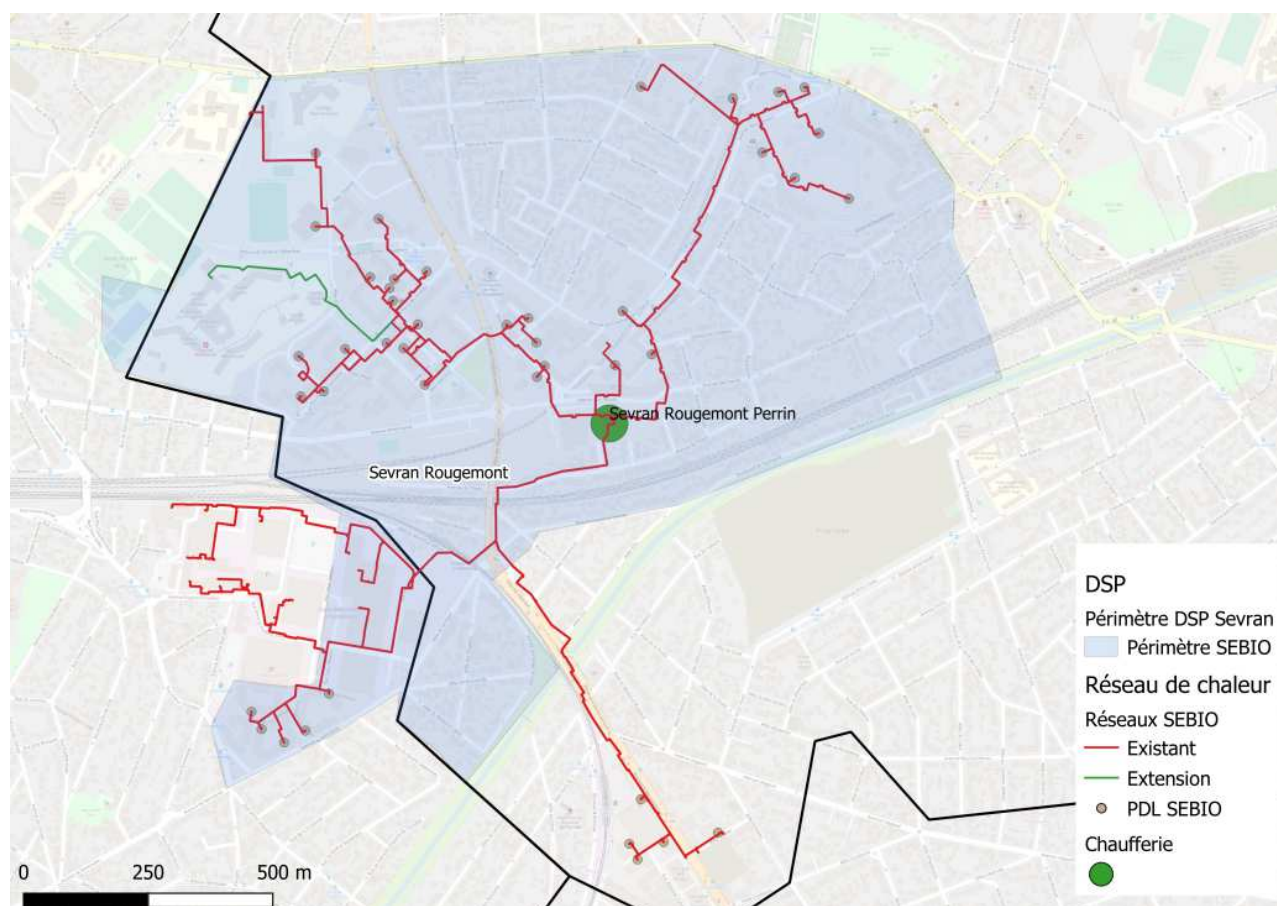 Sevran Rougemont Perrin
Sevran Rougemont
DSP
Périmètre DSP Sevran
Périmètre SEBIO
Réseau de chaleur
Réseaux SEBIO
Existant
Extension
PDL SEBIO
Chaufferie
0 250 500 m